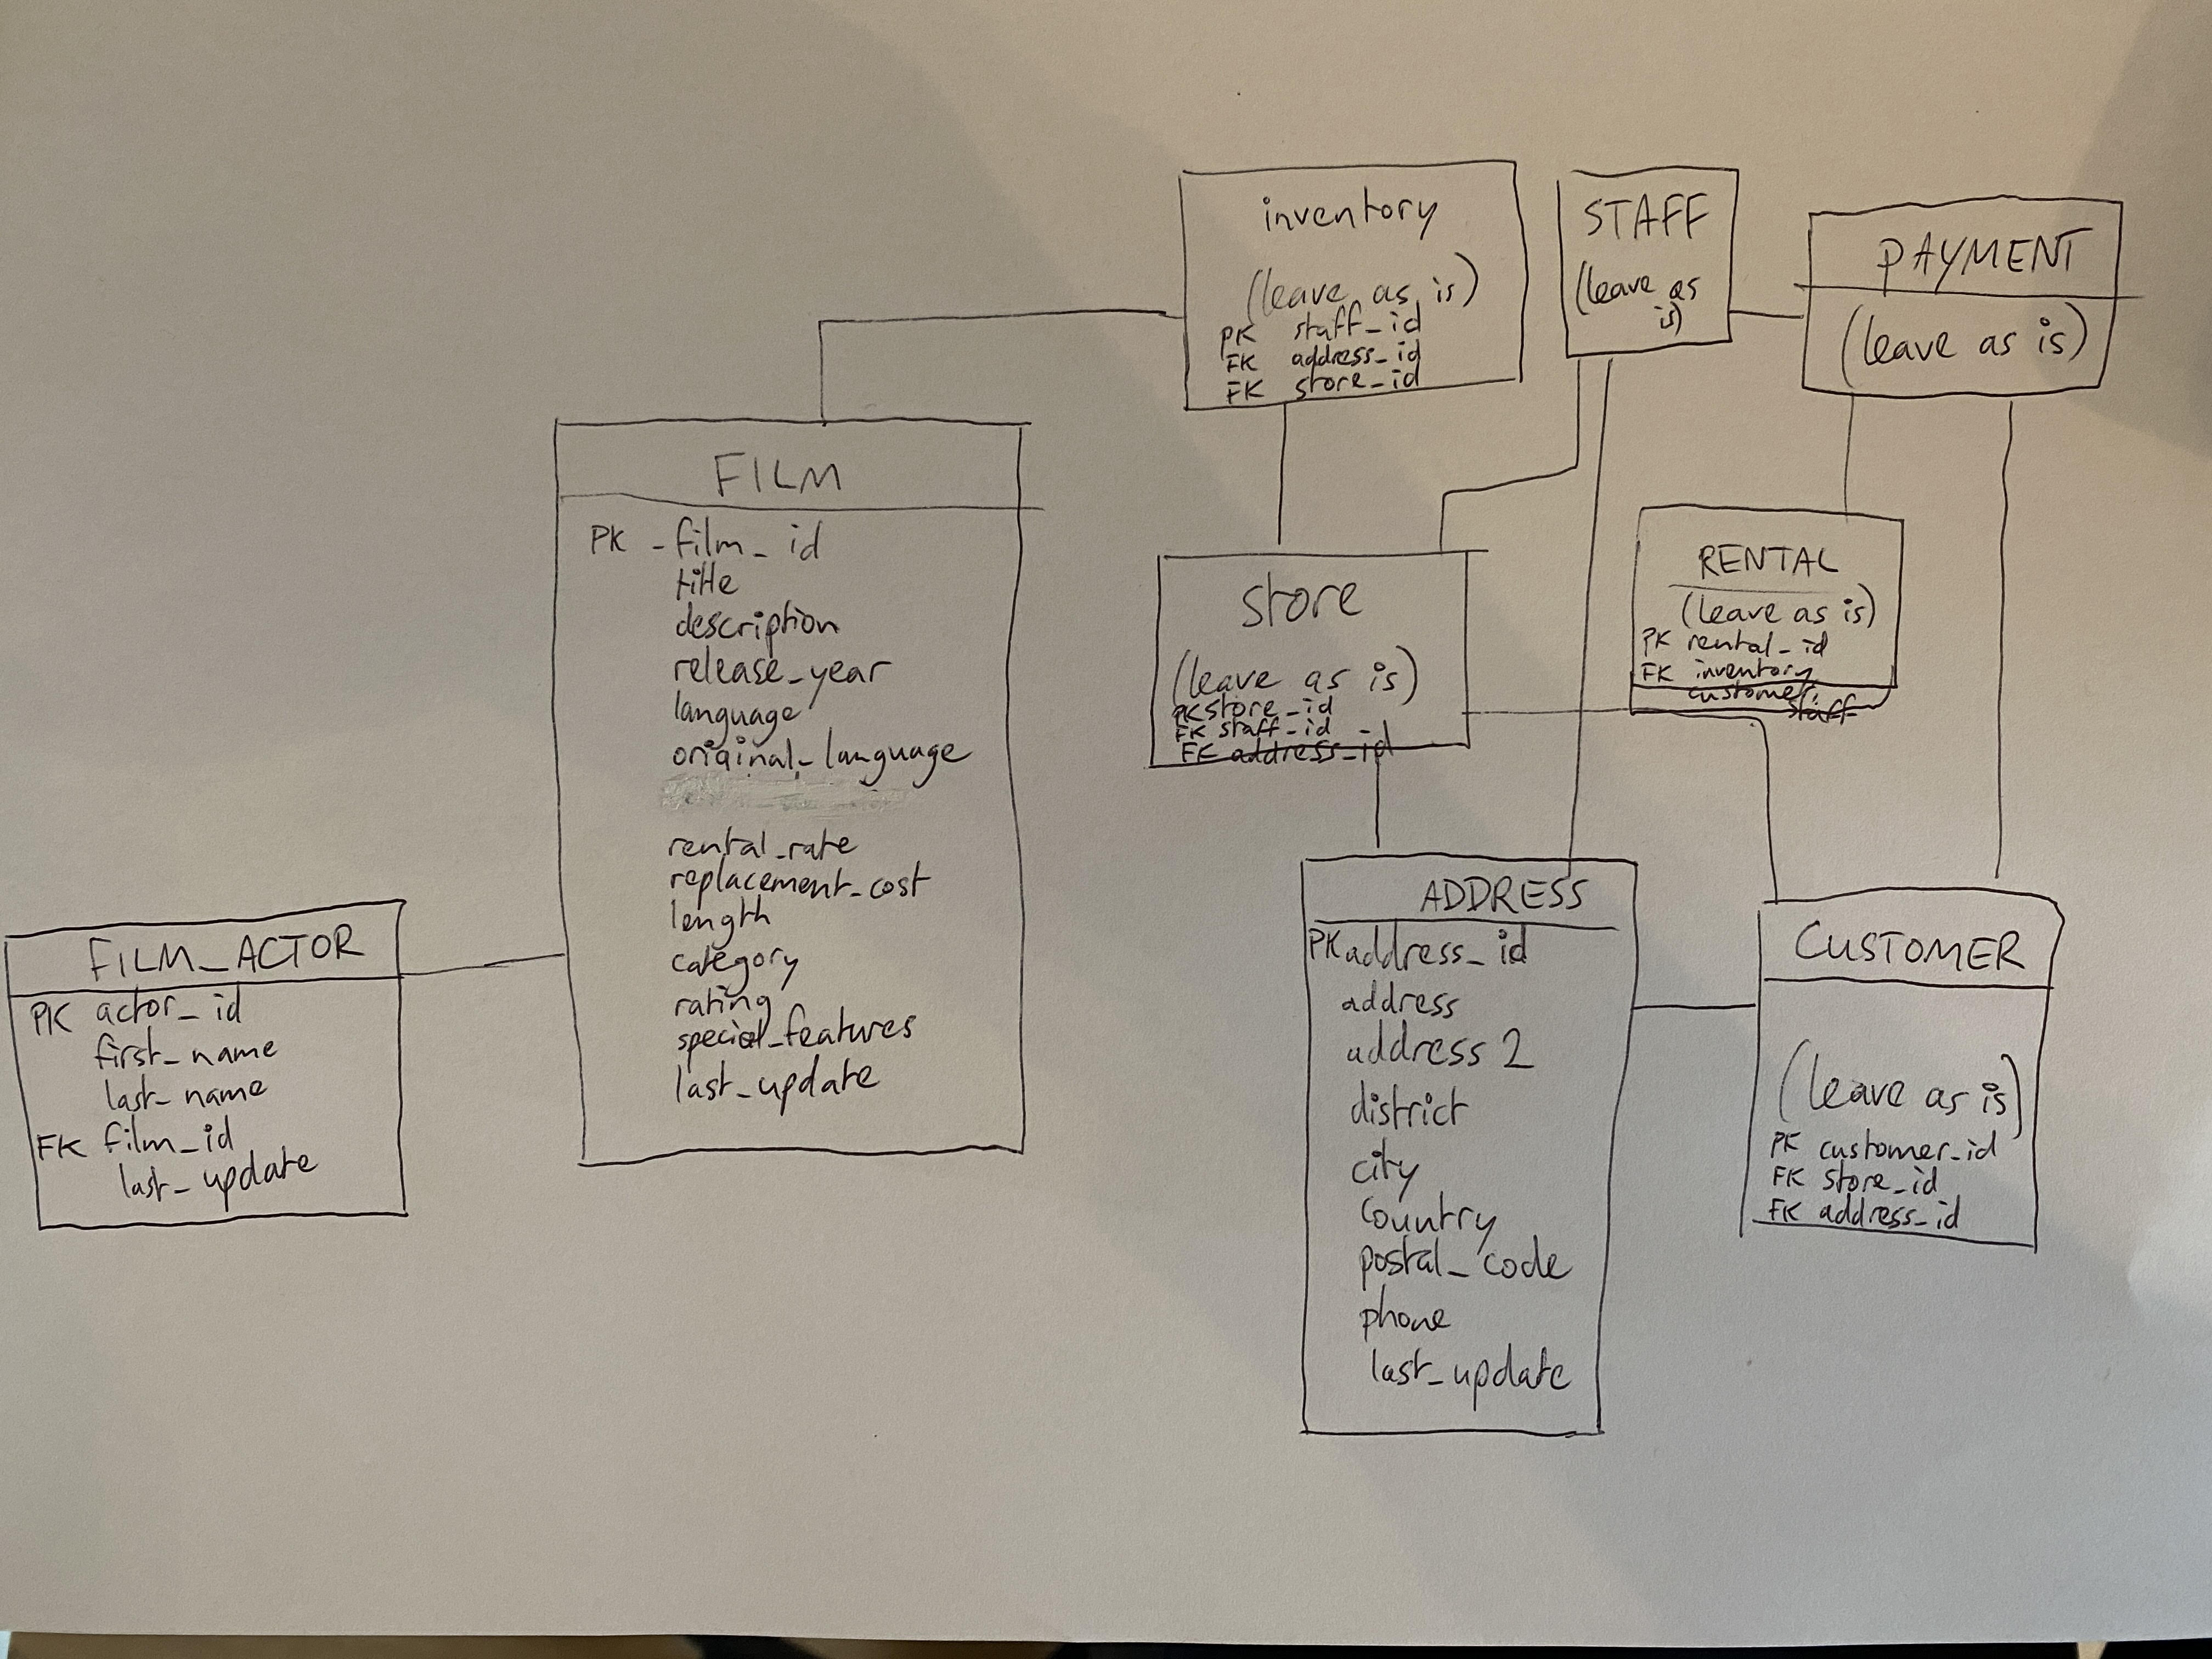 inventory
(leave as is)
PK staff_id
FK address_id
FK store_id
STAFF
(leave as
is)
PAYMENT
(leave as is)
FILM
PK - film_id
title
description
release_year
language
original_language
rental_rate
replacement_cost
length
category
rating
special_features
last_update
store
(leave as is)
PK store_id
FK staff_id
FK address_id
RENTAL
(leave as is)
PK rental_id
FK inventory
customer
staff
FILM_ACTOR
PK actor_id
first_name
last_name
FK film_id
last_update
ADDRESS
PK address_id
address
address 2
district
city
country
postal_code
phone
last_update
CUSTOMER
(leave as is)
PK customer_id
FK store_id
FK address_id